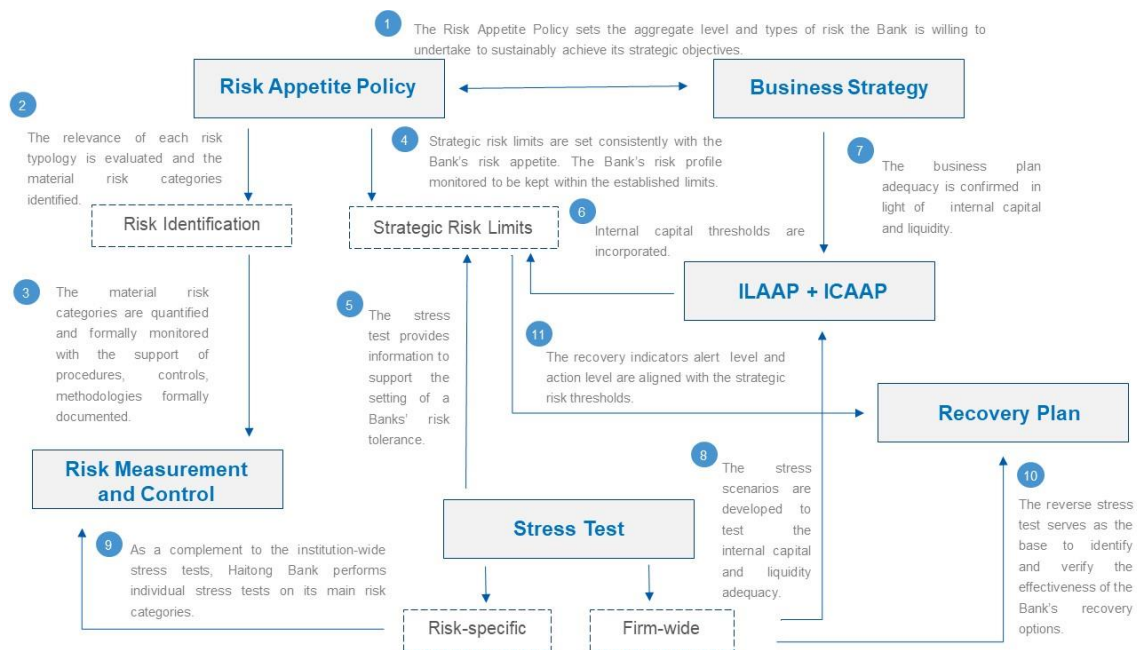 1
The Risk Appetite Policy sets the aggregate level and types of risk the Bank is willing to
undertake to sustainably achieve its strategic objectives.
Risk Appetite Policy
Business Strategy
2
The relevance of each risk
typology is evaluated and the
material risk categories
identified.
4
Strategic risk limits are set consistently with the
Bank's risk appetite. The Bank's risk profile
monitored to be kept within the established limits.
7
The business plan
adequacy is confirmed in
light of internal capital
and liquidity.
Risk Identification
Strategic Risk Limits
6
Internal capital thresholds are
incorporated.
ILAAP + ICAAP
3
The material risk
categories are quantified
and formally monitored
with the support of
procedures, controls,
methodologies formally
documented.
5
The stress
test provides
information to
support the
setting of a
Banks' risk
tolerance.
11
The recovery indicators alert level and
action level are aligned with the strategic
risk thresholds.
Recovery Plan
Risk Measurement
and Control
8
The stress
scenarios are
developed to
test the
internal capital
and liquidity
adequacy.
10
The reverse stress
test serves as the
base to identify
and verify the
effectiveness of the
Bank's recovery
options.
Stress Test
9
As a complement to the institution-wide
stress tests, Haitong Bank performs
individual stress tests on its main risk
categories.
Risk-specific
Firm-wide